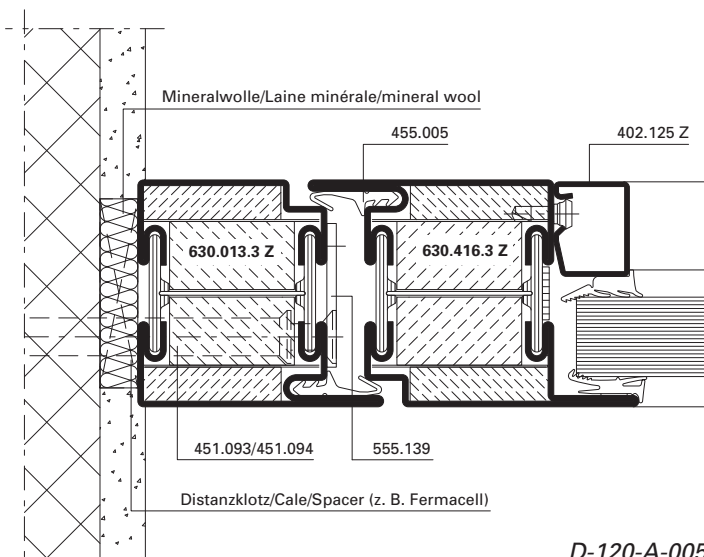 Mineralwolle/Laine minérale/mineral wool
455.005
402.125 Z
630.013.3 Z
630.416.3 Z
451.093/451.094
555.139
Distanzklotz/Cale/Spacer (z. B. Fermacell)
D-120-A-005